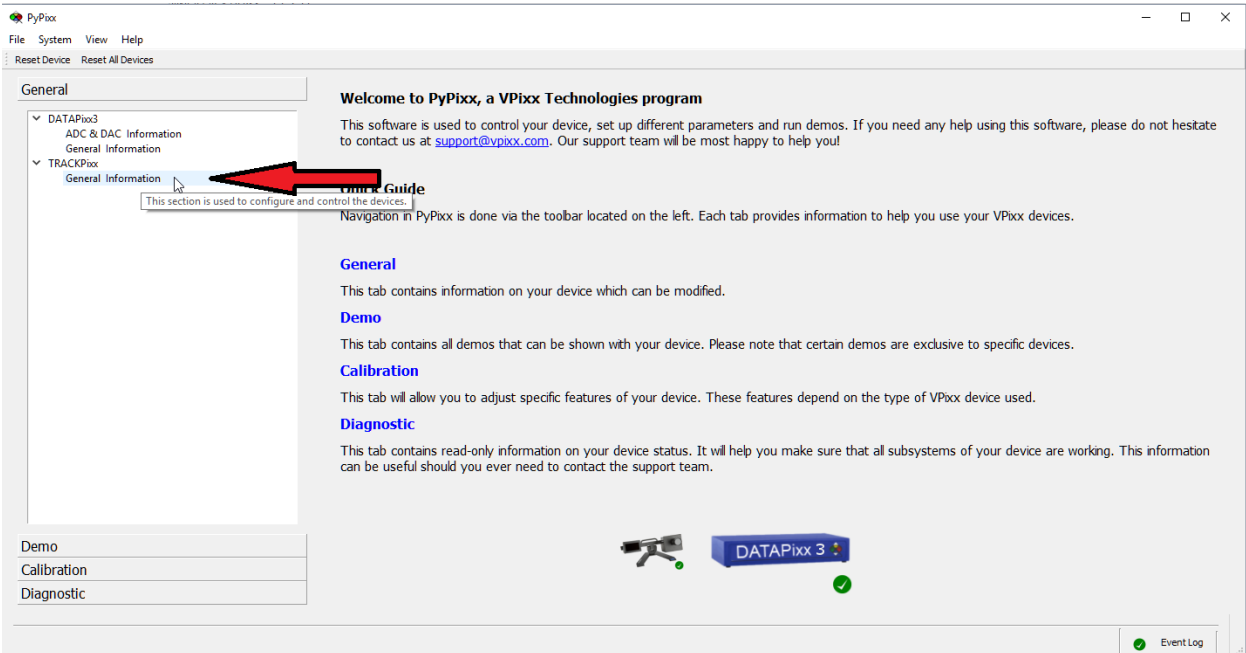 PyPixx
File System View Help
Reset Device Reset All Devices
General
DATAPixx3
ADC & DAC Information
General Information
TRACKPixx
General Information
This section is used to configure and control the devices.
Demo
Calibration
Diagnostic
Welcome to PyPixx, a VPixx Technologies program
This software is used to control your device, set up different parameters and run demos. If you need any help using this software, please do not hesitate
to contact us at support@vpixx.com. Our support team will be most happy to help you!
Quick Guide
Navigation in PyPixx is done via the toolbar located on the left. Each tab provides information to help you use your VPixx devices.
General
This tab contains information on your device which can be modified.
Demo
This tab contains all demos that can be shown with your device. Please note that certain demos are exclusive to specific devices.
Calibration
This tab will allow you to adjust specific features of your device. These features depend on the type of VPixx device used.
Diagnostic
This tab contains read-only information on your device status. It will help you make sure that all subsystems of your device are working. This information
can be useful should you ever need to contact the support team.
DATAPixx 3
Event Log